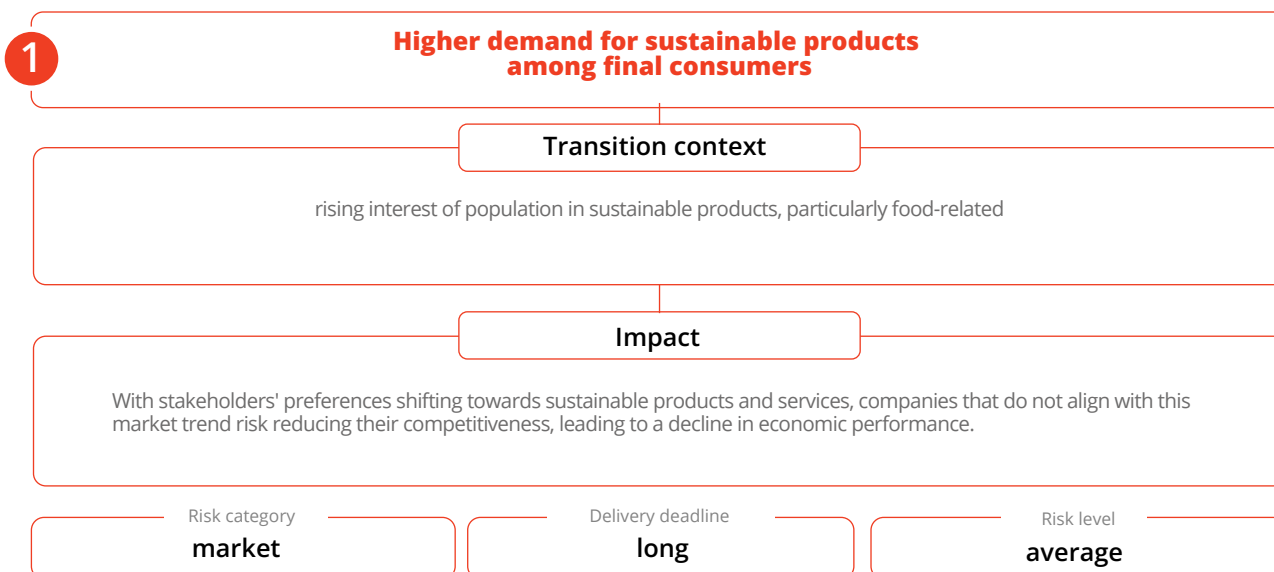 1
Higher demand for sustainable products
among final consumers
Transition context
rising interest of population in sustainable products, particularly food-related
Impact
With stakeholders' preferences shifting towards sustainable products and services, companies that do not align with this
market trend risk reducing their competitiveness, leading to a decline in economic performance.
Risk category
market
Delivery deadline
long
Risk level
average